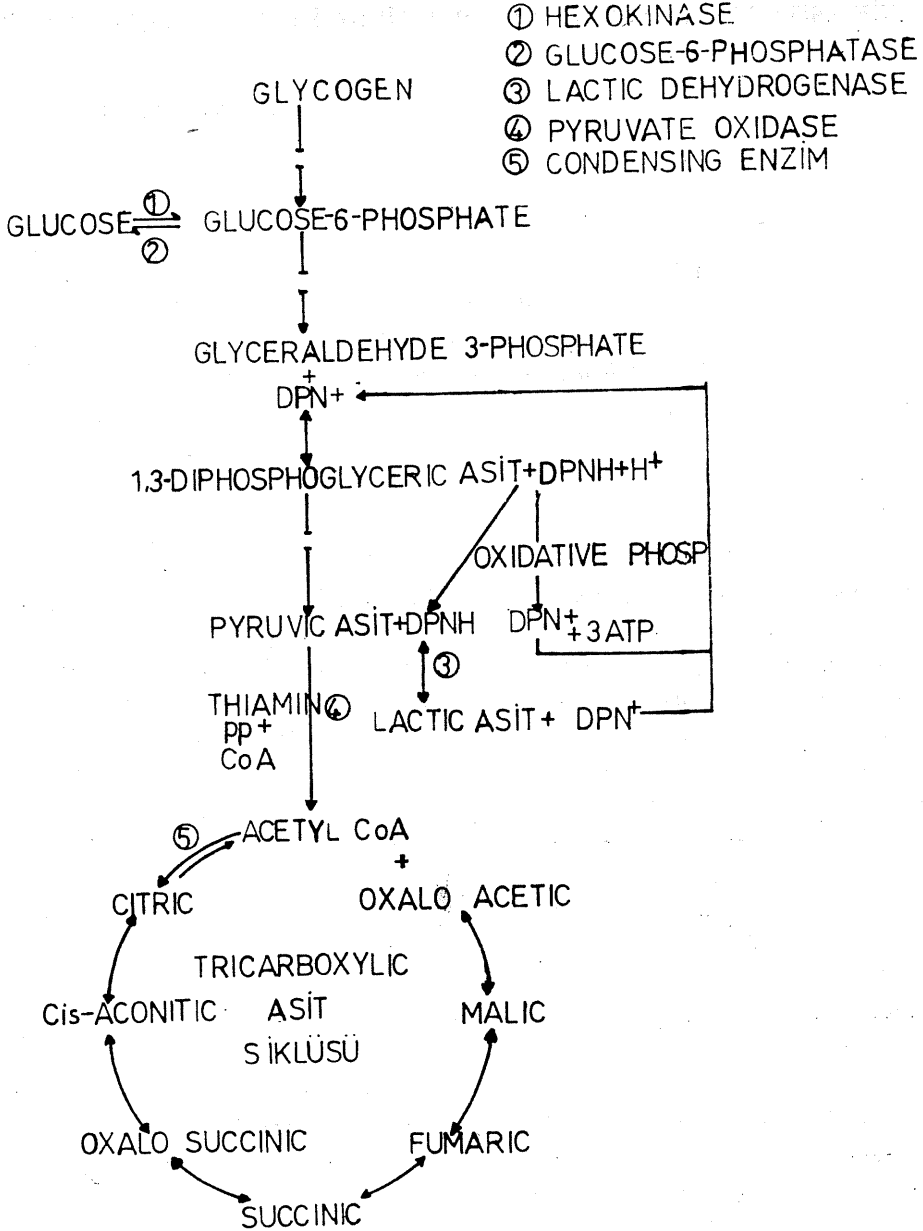 ① HEXOKINASE
② GLUCOSE-6-PHOSPHATASE
③ LACTIC DEHYDROGENASE
④ PYRUVATE OXIDASE
⑤ CONDENSING ENZİM
GLYCOGEN
GLUCOSE ① GLUCOSE-6-PHOSPHATE
②
GLYCERALDEHYDE 3-PHOSPHATE
+
DPN+
1,3-DIPHOSPHOGLYCERIC ASİT+DPNH+H+
OXIDATIVE PHOSP
PYRUVIC ASİT+DPNH DPN+ +3ATP
③
THIAMIN ④
PP+
CoA
LACTIC ASİT + DPN+
⑤ ACETYL CoA
+
CITRIC OXALO ACETIC
TRICARBOXYLIC
Cis-ACONITIC ASİT MALIC
SİKLÜSÜ
OXALO SUCCINIC FUMARIC
SUCCINIC